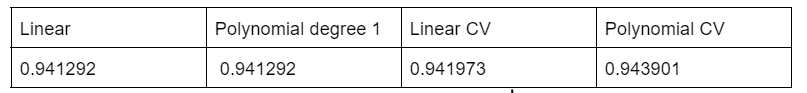 Linear Polynomial degree 1 Linear CV Polynomial CV
0.941292 0.941292 0.941973 0.943901